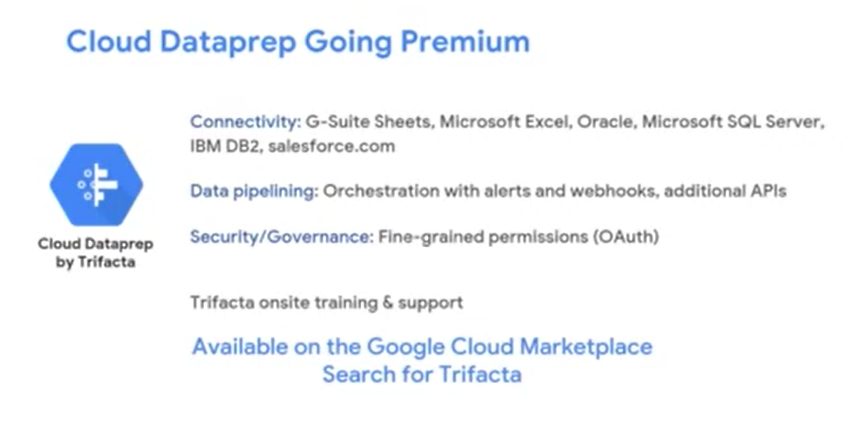 Cloud Dataprep Going Premium
Connectivity: G-Suite Sheets, Microsoft Excel, Oracle, Microsoft SQL Server,
IBM DB2, salesforce.com
Data pipelining: Orchestration with alerts and webhooks, additional APIs
Security/Governance: Fine-grained permissions (OAuth)
Cloud Dataprep
by Trifacta
Trifacta onsite training & support
Available on the Google Cloud Marketplace
Search for Trifacta